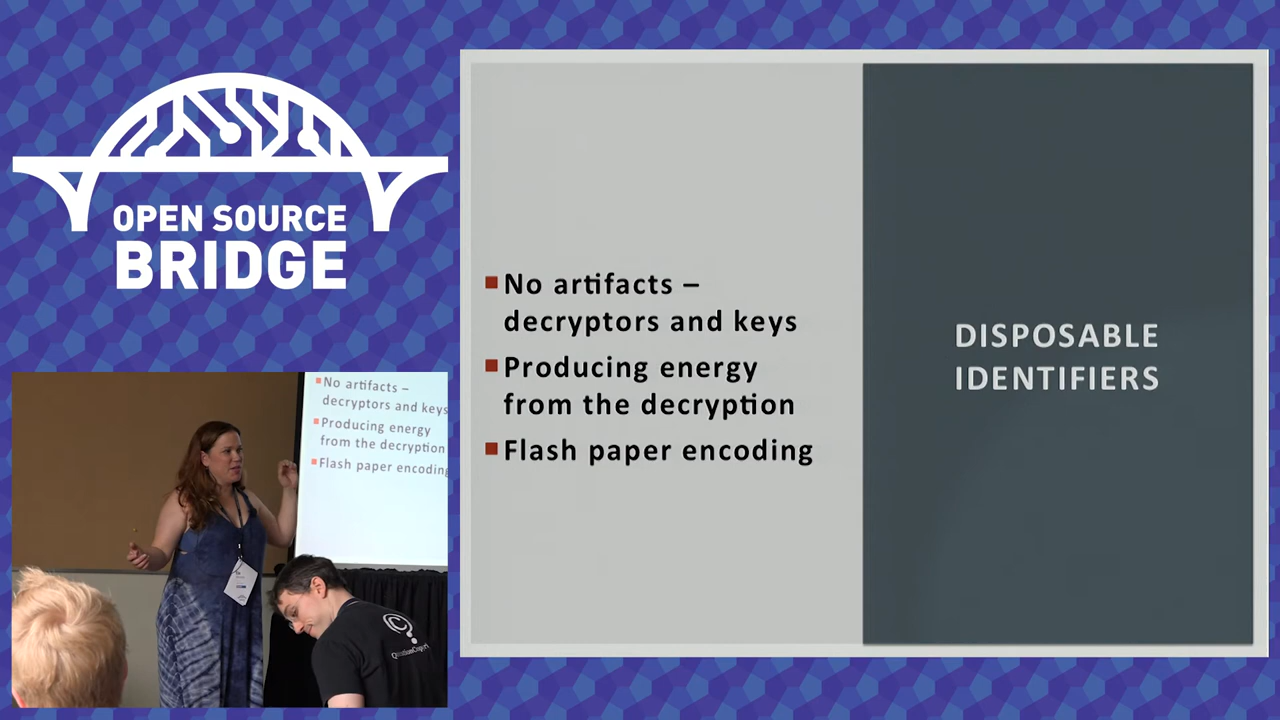 OPEN SOURCE
BRIDGE
No artifacts –
decryptors and keys
Producing energy
from the decryption
Flash paper encoding
DISPOSABLE
IDENTIFIERS
No artifacts –
decryptors and keys
Producing energy
from the decryption
Flash paper encoding